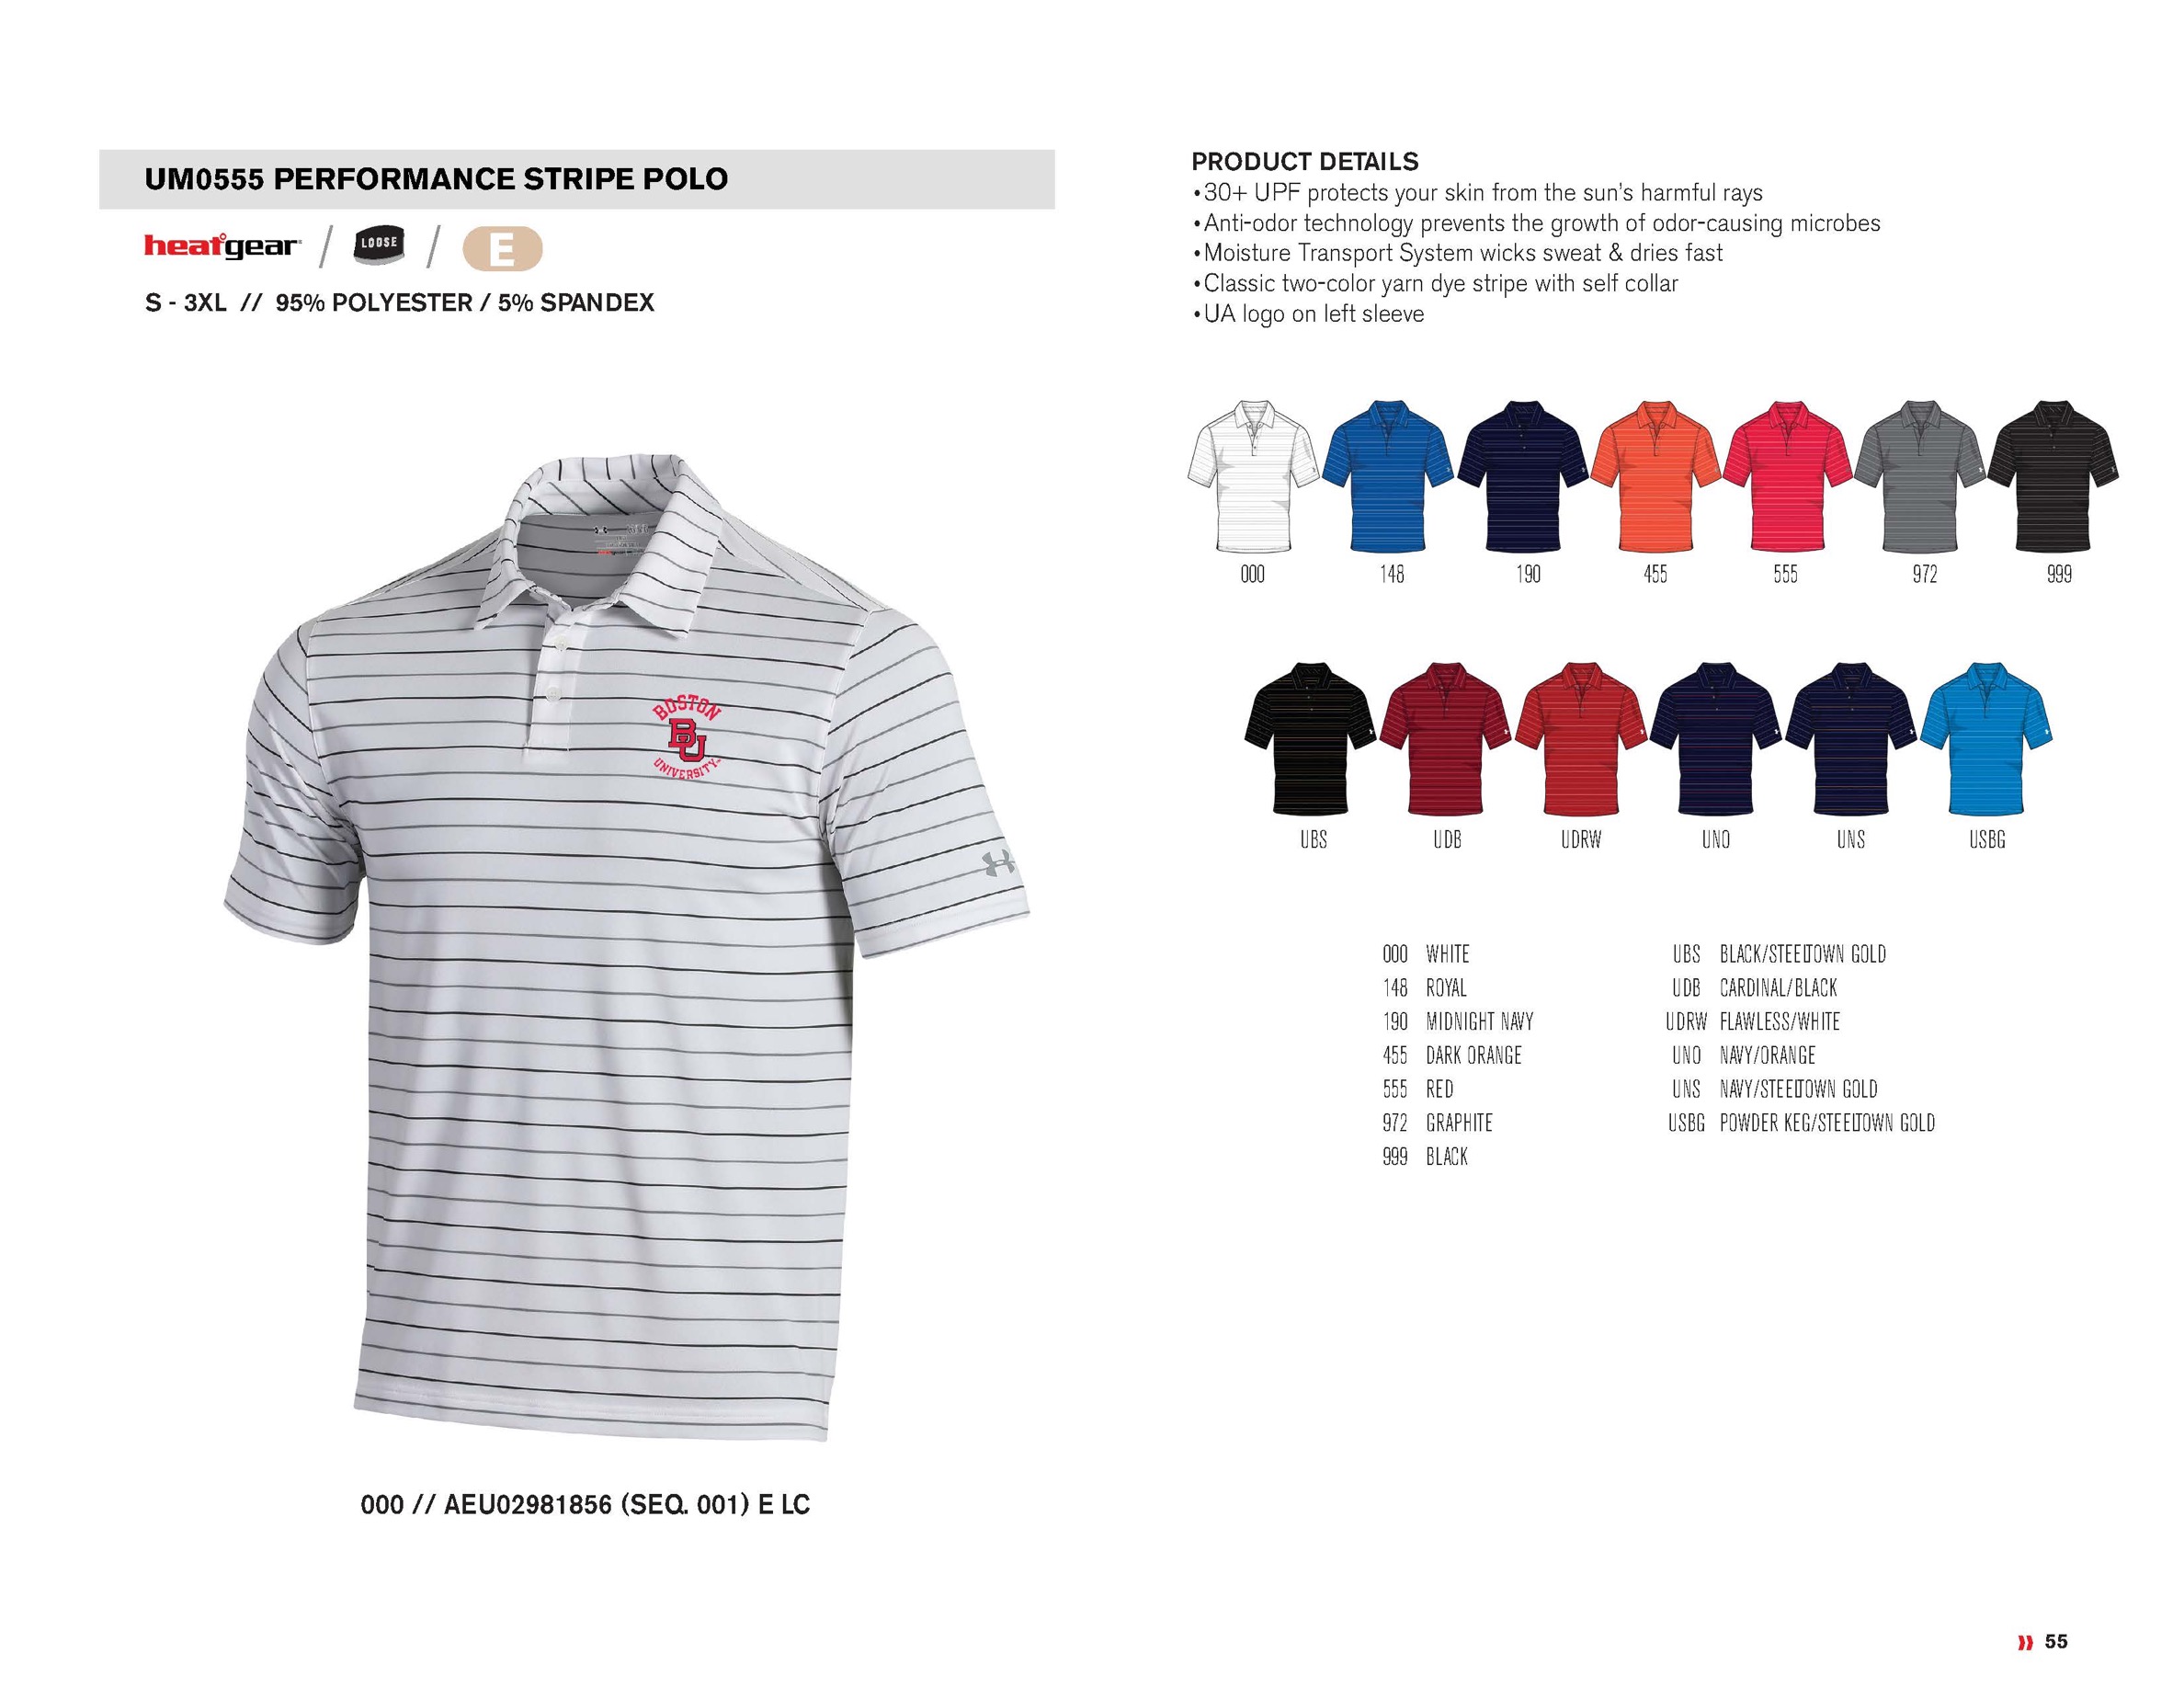 UM0555 PERFORMANCE STRIPE POLO
heatgear / LOOSE / E
S - 3XL // 95% POLYESTER / 5% SPANDEX
BOSTON
BU
UNIVERSITY
000 // AEU02981856 (SEQ. 001) E LC
PRODUCT DETAILS
•30+ UPF protects your skin from the sun's harmful rays
•Anti-odor technology prevents the growth of odor-causing microbes
•Moisture Transport System wicks sweat & dries fast
•Classic two-color yarn dye stripe with self collar
•UA logo on left sleeve
000 148 190 455 555 972 999
UBS UDB UDRW UNO UNS USBG
000 WHITE
148 ROYAL
190 MIDNIGHT NAVY
455 DARK ORANGE
555 RED
972 GRAPHITE
999 BLACK
UBS BLACK/STEELTOWN GOLD
UDB CARDINAL/BLACK
UDRW FLAWLESS/WHITE
UNO NAVY/ORANGE
UNS NAVY/STEELTOWN GOLD
USBG POWDER KEG/STEELTOWN GOLD
55